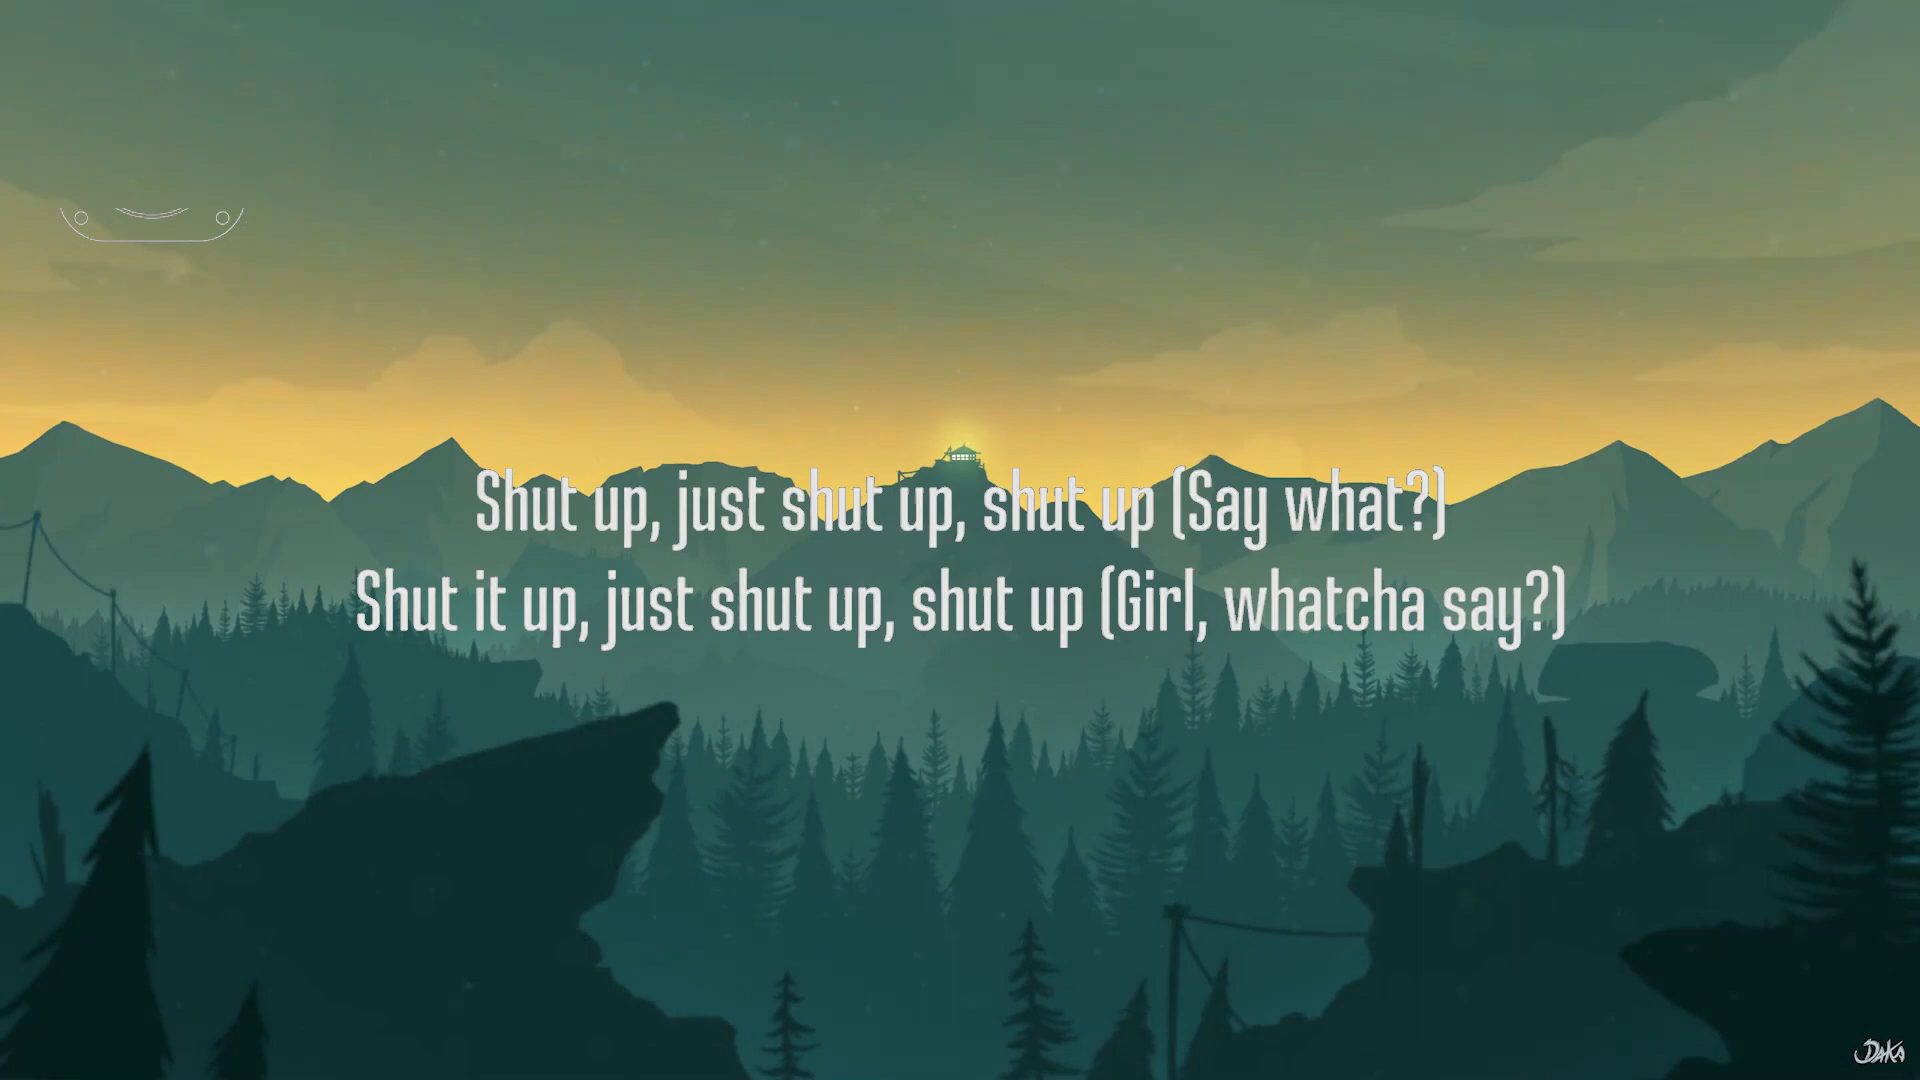 Shut up, just shut up, shut up (Say what?)
Shut it up, just shut up, shut up (Girl, whatcha say?)
DAKA